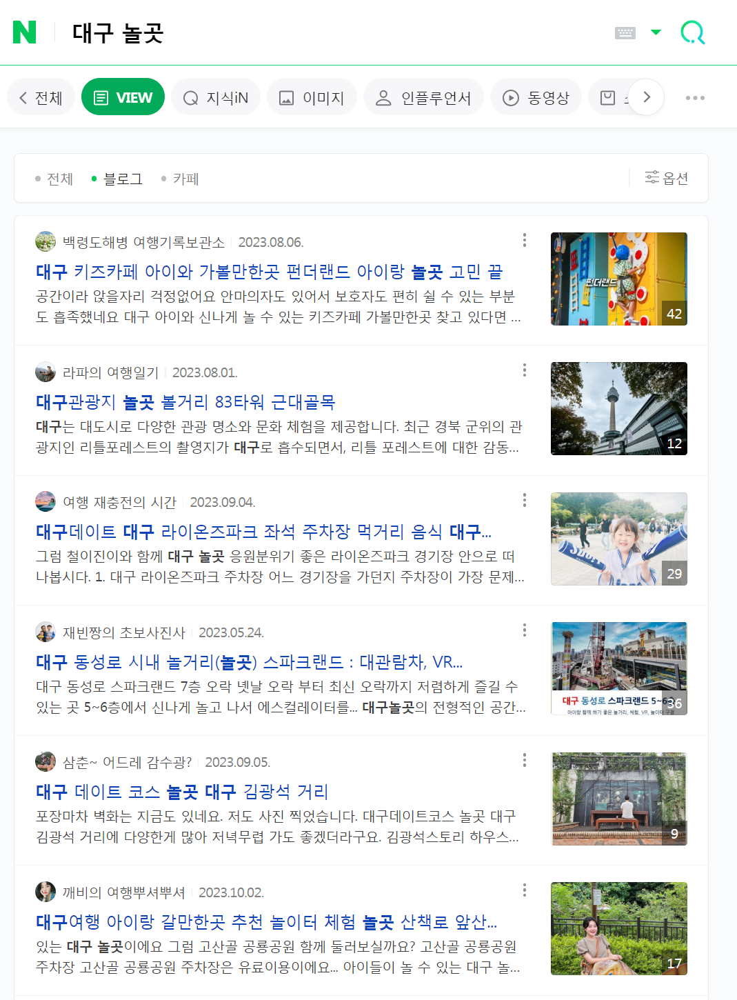 N 대구 놀곳
전체 VIEW 지식iN 이미지 인플루언서 동영상
전체 블로그 카페 옵션
백령도해병 여행기록보관소 2023.08.06.
대구 키즈카페 아이와 가볼만한곳 펀더랜드 아이랑 놀곳 고민 끝
공간이라 앉을자리 걱정없어요 안마의자도 있어서 보호자도 편히 쉴 수 있는 부분
도 흡족했네요 대구 아이와 신나게 놀 수 있는 키즈카페 가볼만한곳 찾고 있다면 ...
펀더랜드
42
라파의 여행일기 2023.08.01.
대구관광지 놀곳 볼거리 83타워 근대골목
대구는 대도시로 다양한 관광 명소와 문화 체험을 제공합니다. 최근 경북 군위의 관
광지인 리틀포레스트의 촬영지가 대구로 흡수되면서, 리틀 포레스트에 대한 감동...
12
여행 재충전의 시간 2023.09.04.
대구데이트 대구 라이온즈파크 좌석 주차장 먹거리 음식 대구...
그럼 철이진이와 함께 대구 놀곳 응원분위기 좋은 라이온즈파크 경기장 안으로 떠
나봅시다. 1. 대구 라이온즈파크 주차장 어느 경기장을 가던지 주차장이 가장 문제...
29
재빈짱의 초보사진사 2023.05.24.
대구 동성로 시내 놀거리(놀곳) 스파크랜드 : 대관람차, VR...
대구 동성로 스파크랜드 7층 오락 녯날 오락 부터 최신 오락까지 저렴하게 즐길 수
있는 곳 5~6층에서 신나게 놀고 나서 에스컬레이터를... 대구놀곳의 전형적인 공간...
대구 동성로 스파크랜드 5~6층
36
아이랑 함께 하기 좋은 놀거리, 체험, VR, 놀이터 구경
삼춘~ 어드레 감수광? 2023.09.05.
대구 데이트 코스 놀곳 대구 김광석 거리
포장마차 벽화는 지금도 있네요. 저도 사진 찍었습니다. 대구데이트코스 놀곳 대구
김광석 거리에 다양한게 많아 저녁무렵 가도 좋겠더라구요. 김광석스토리 하우스...
9
깨비의 여행뿌셔뿌셔 2023.10.02.
대구여행 아이랑 갈만한곳 추천 놀이터 체험 놀곳 산책로 앞산...
있는 대구 놀곳이에요 그럼 고산골 공룡공원 함께 둘러보실까요? 고산골 공룡공원
주차장 고산골 공룡공원 주차장은 유료이용이에요... 아이들이 놀 수 있는 대구 놀...
17